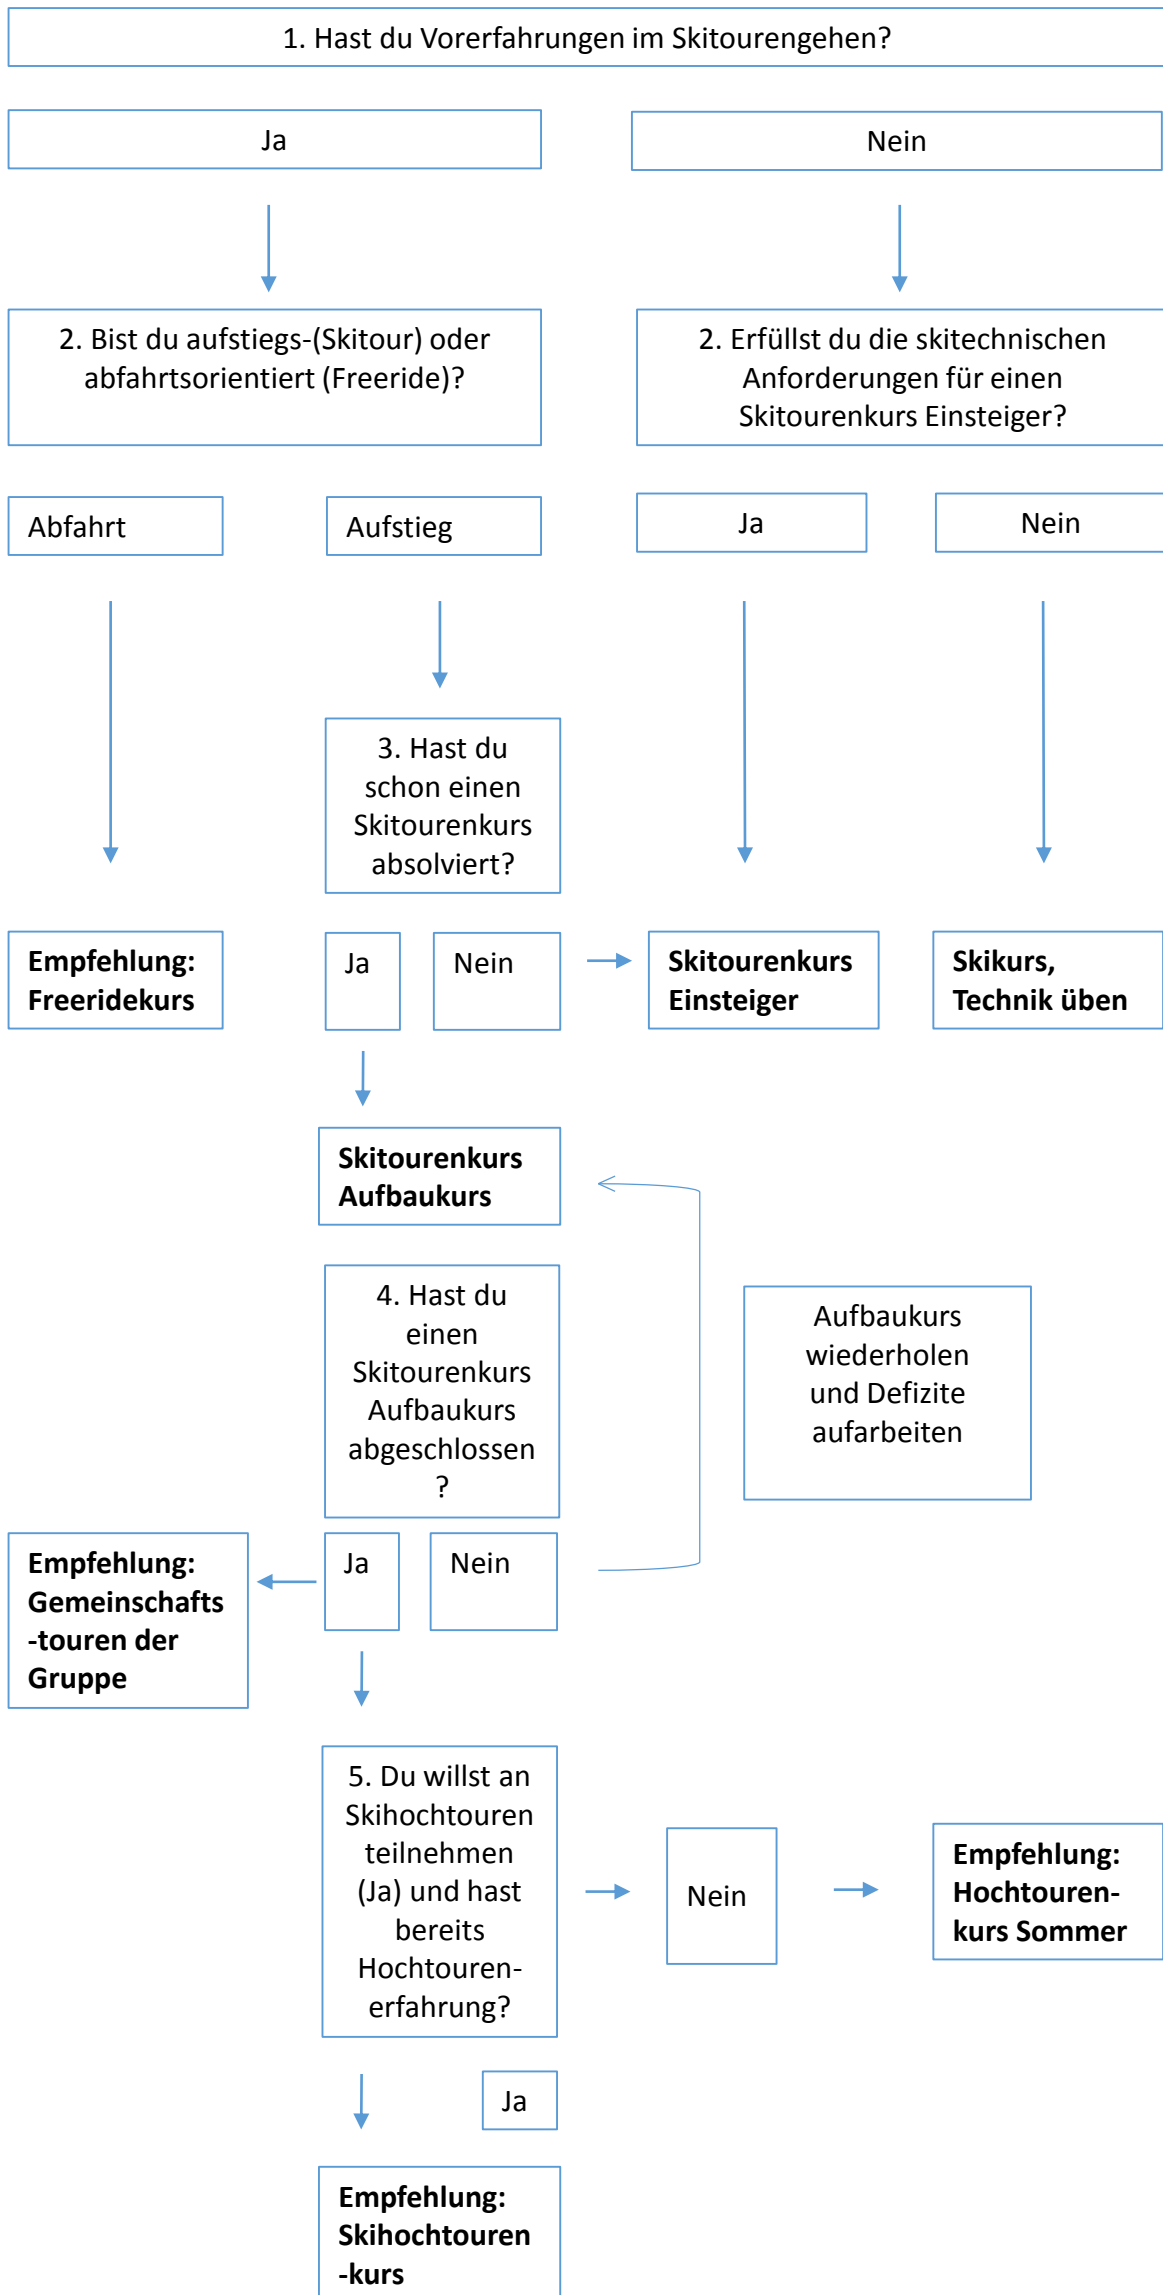 1. Hast du Vorerfahrungen im Skitourengehen?
Ja
Nein
2. Bist du aufstiegs-(Skitour) oder
abfahrtsorientiert (Freeride)?
2. Erfüllst du die skitechnischen
Anforderungen für einen
Skitourenkurs Einsteiger?
Abfahrt
Aufstieg
Ja
Nein
3. Hast du
schon einen
Skitourenkurs
absolviert?
Empfehlung:
Freeridekurs
Ja
Nein
Skitourenkurs
Einsteiger
Skikurs,
Technik üben
Skitourenkurs
Aufbaukurs
4. Hast du
einen
Skitourenkurs
Aufbaukurs
abgeschlossen
?
Aufbaukurs
wiederholen
und Defizite
aufarbeiten
Empfehlung:
Gemeinschafts
-touren der
Gruppe
Ja
Nein
5. Du willst an
Skihochtouren
teilnehmen
(Ja) und hast
bereits
Hochtouren-
erfahrung?
Nein
Empfehlung:
Hochtouren-
kurs Sommer
Ja
Empfehlung:
Skihochtouren
-kurs